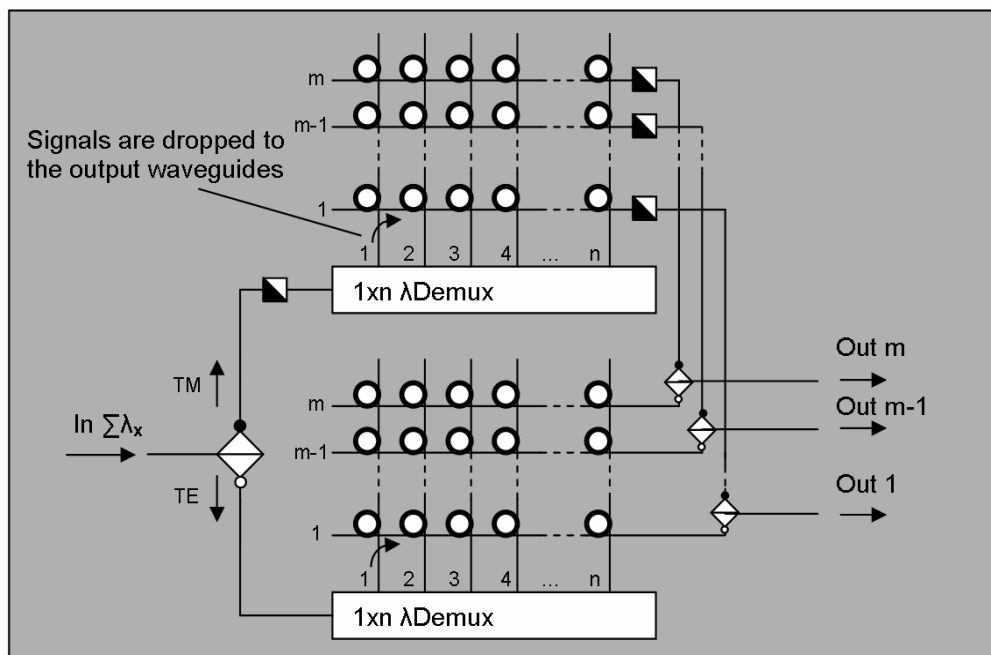 m
m-1
Signals are dropped to
the output waveguides
1
1 2 3 4 ... n
1xn λDemux
TM
In ∑λx
TE
m
m-1
1
1 2 3 4 ... n
1xn λDemux
Out m
Out m-1
Out 1